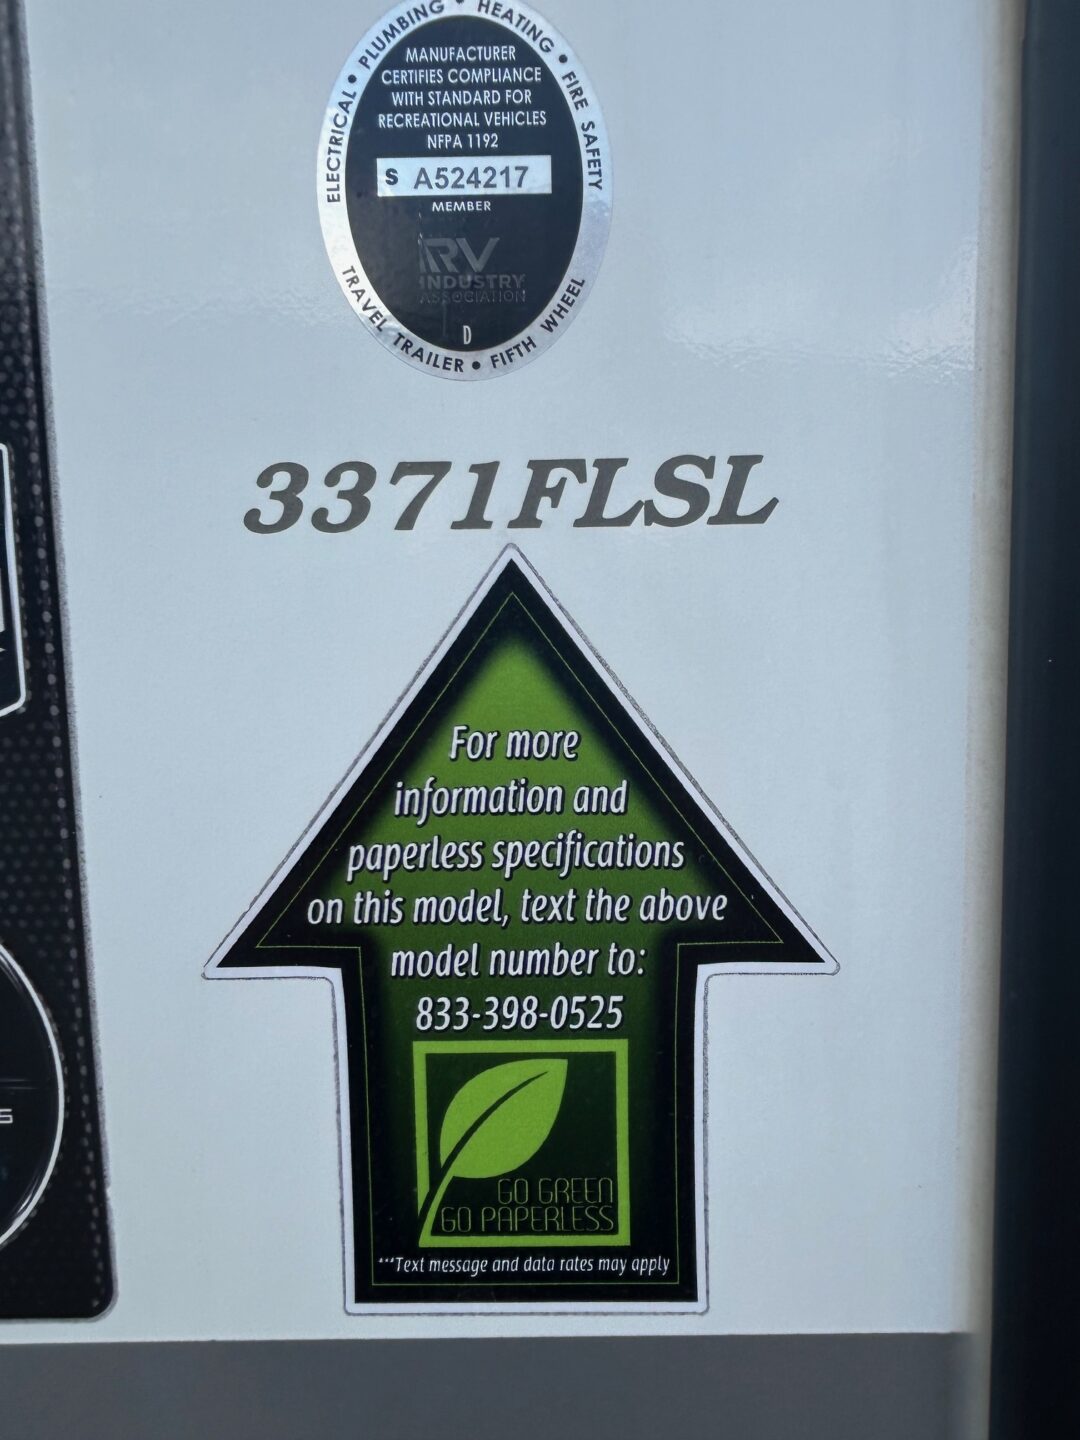 ELECTRICAL • PLUMBING • HEATING • FIRE SAFETY
MANUFACTURER
CERTIFIES COMPLIANCE
WITH STANDARD FOR
RECREATIONAL VEHICLES
NFPA 1192
S A524217
MEMBER
RV
INDUSTRY
ASSOCIATION
D
TRAVEL TRAILER • FIFTH WHEEL
3371FLSL
For more
information and
paperless specifications
on this model, text the above
model number to:
833-398-0525
GO GREEN
GO PAPERLESS
***Text message and data rates may apply